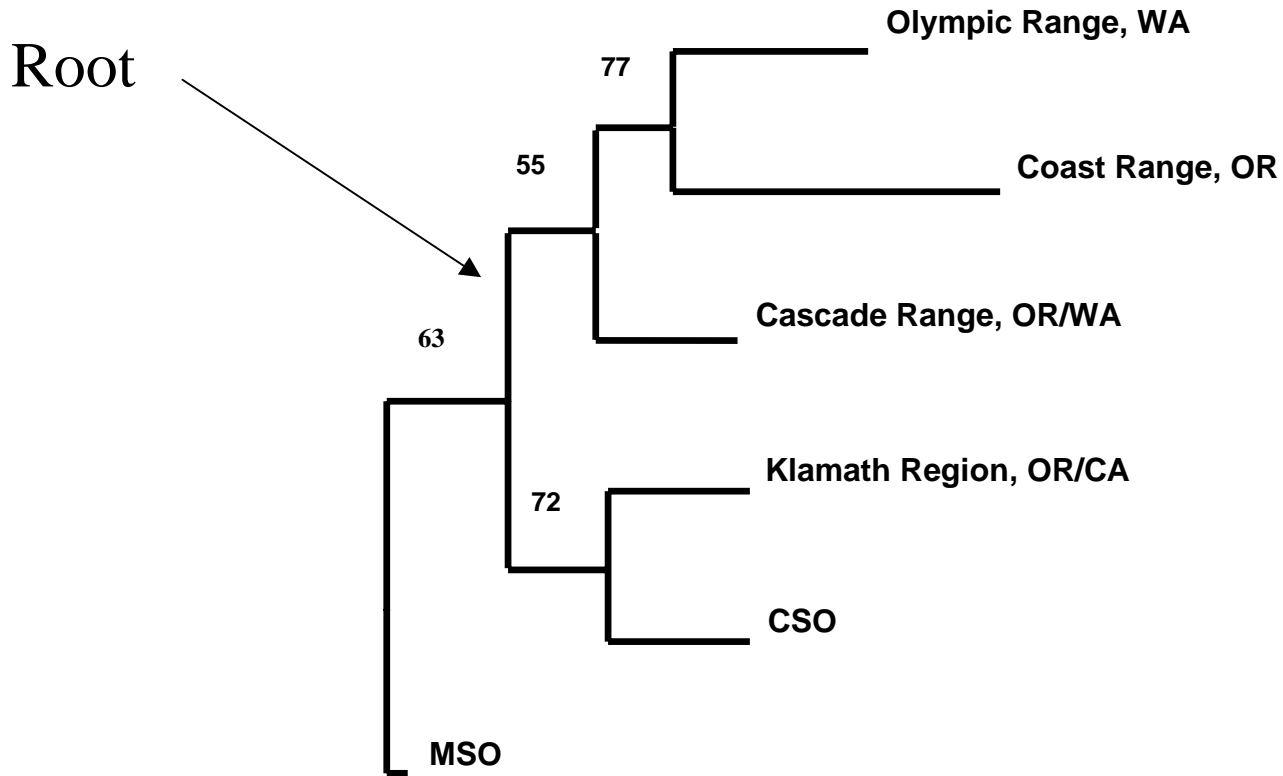 Olympic Range, WA
Root
77
55
Coast Range, OR
Cascade Range, OR/WA
63
Klamath Region, OR/CA
72
CSO
MSO